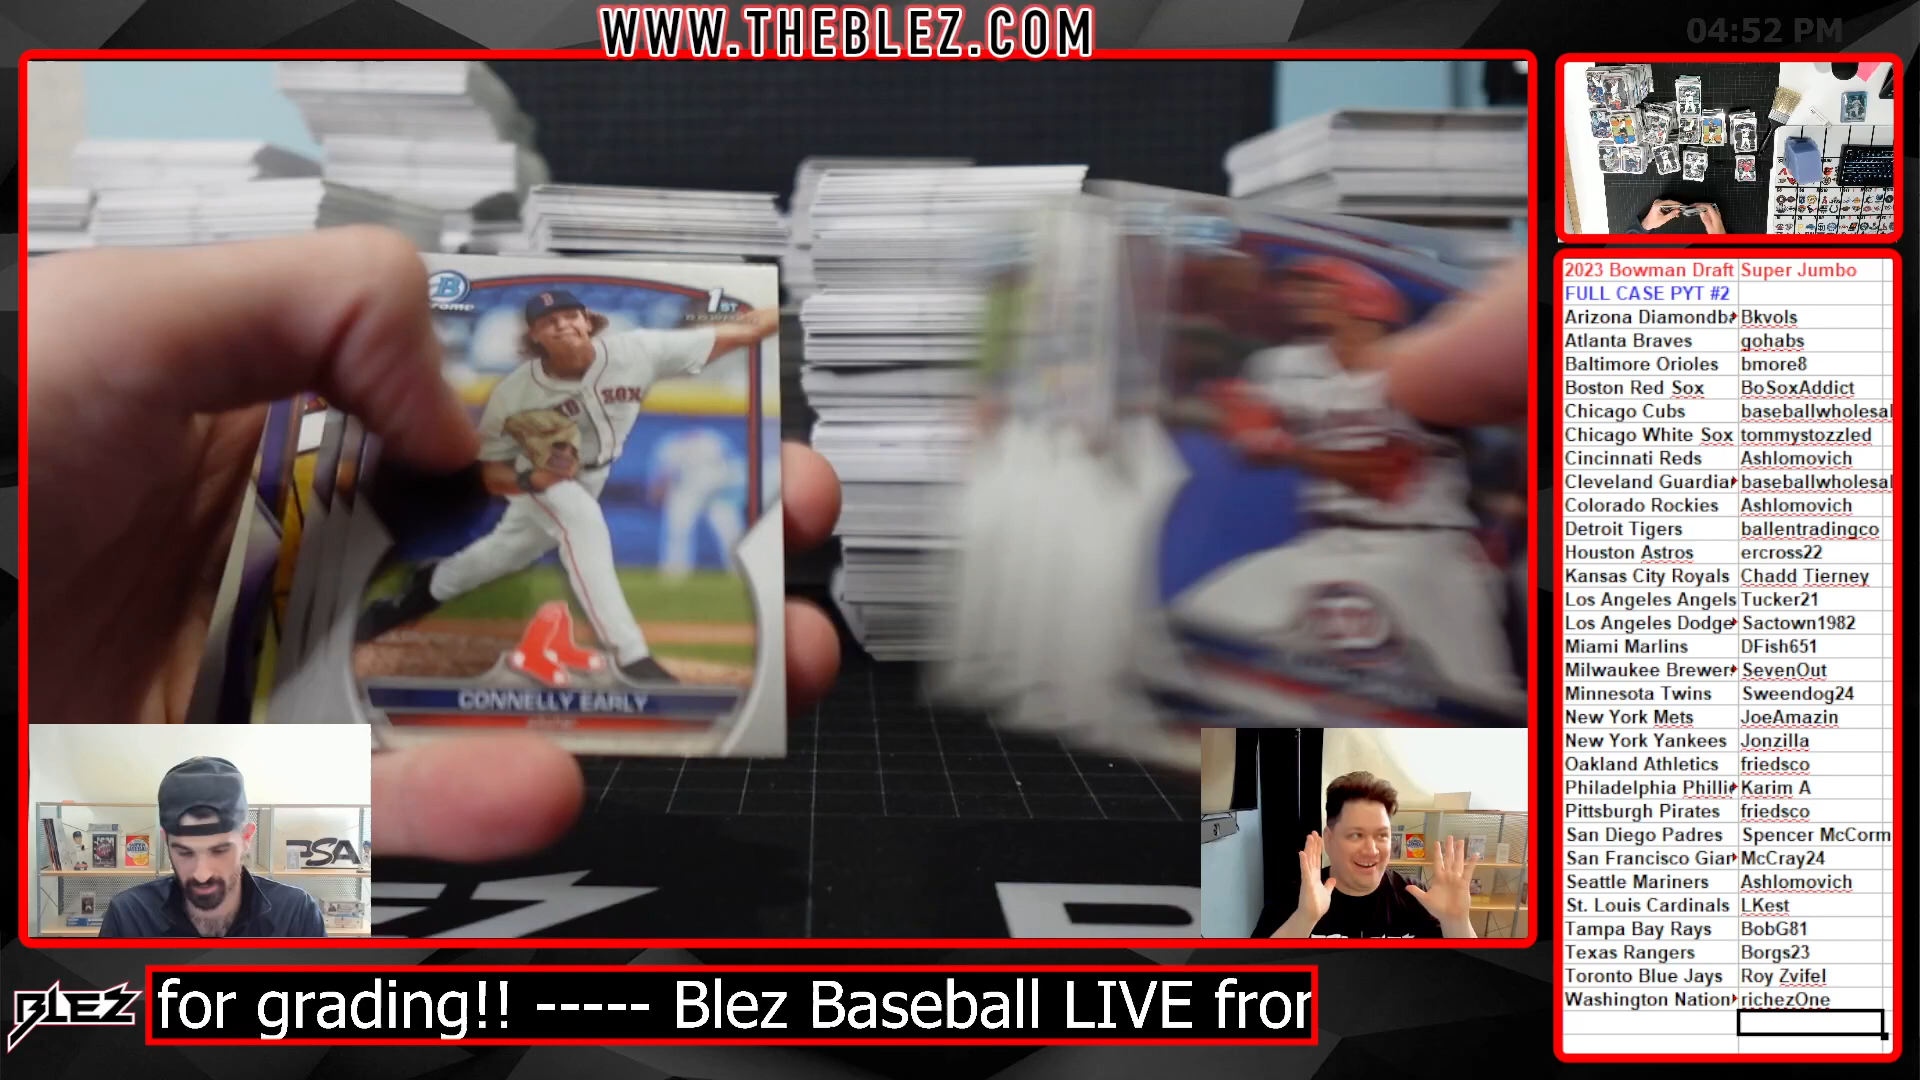 WWW.THEBLEZ.COM
04:52 PM
2023 Bowman Draft Super Jumbo
FULL CASE PYT #2
Arizona Diamondba Bkvols
Atlanta Braves gohabs
Baltimore Orioles bmore8
Boston Red Sox BoSoxAddict
Chicago Cubs baseballwholesal
Chicago White Sox tommystozzled
Cincinnati Reds Ashlomovich
Cleveland Guardia baseballwholesal
Colorado Rockies Ashlomovich
Detroit Tigers ballentradingco
Houston Astros ercross22
Kansas City Royals Chadd Tierney
Los Angeles Angels Tucker21
Los Angeles Dodge Sactown1982
Miami Marlins DFish651
Milwaukee Brewer SevenOut
Minnesota Twins Sweendog24
New York Mets JoeAmazin
New York Yankees Jonzilla
Oakland Athletics friedsco
Philadelphia Philli Karim A
Pittsburgh Pirates friedsco
San Diego Padres Spencer McCorm
San Francisco Gian McCray24
Seattle Mariners Ashlomovich
St. Louis Cardinals LKest
Tampa Bay Rays BobG81
Texas Rangers Borgs23
Toronto Blue Jays Roy Zvifel
Washington Nation richezOne
B
1ST
B
SOX
CONNELLY EARLY
PSA
BLEZ
for grading!! ----- Blez Baseball LIVE from